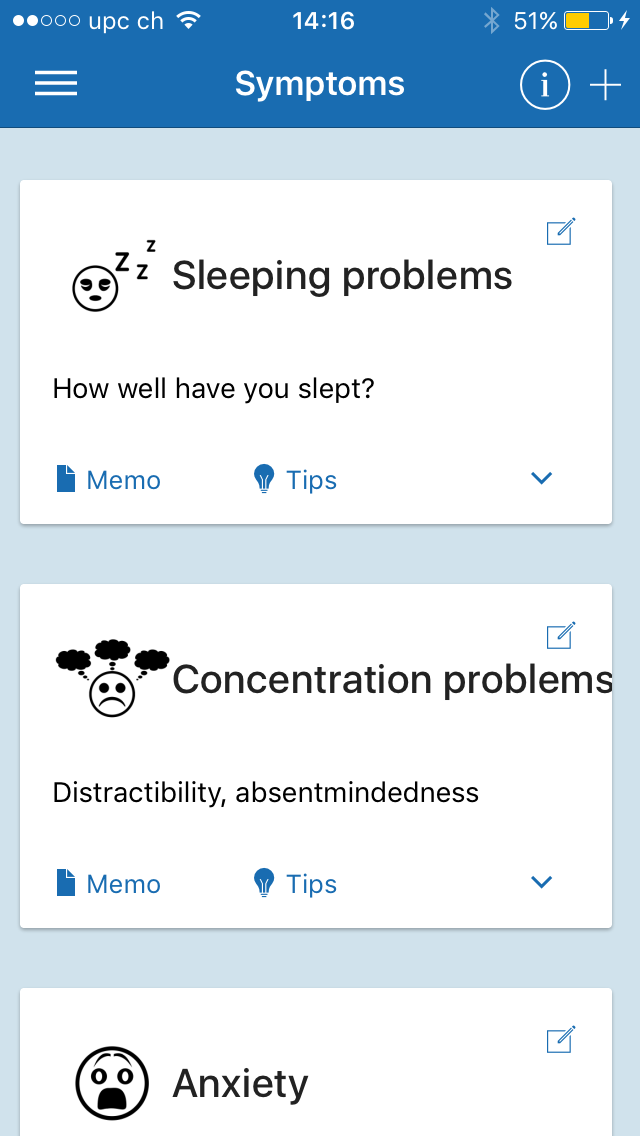 upc ch 14:16 51%
Symptoms i
z
Z z
Sleeping problems
How well have you slept?
Memo Tips
Concentration problems
Distractibility, absentmindedness
Memo Tips
Anxiety